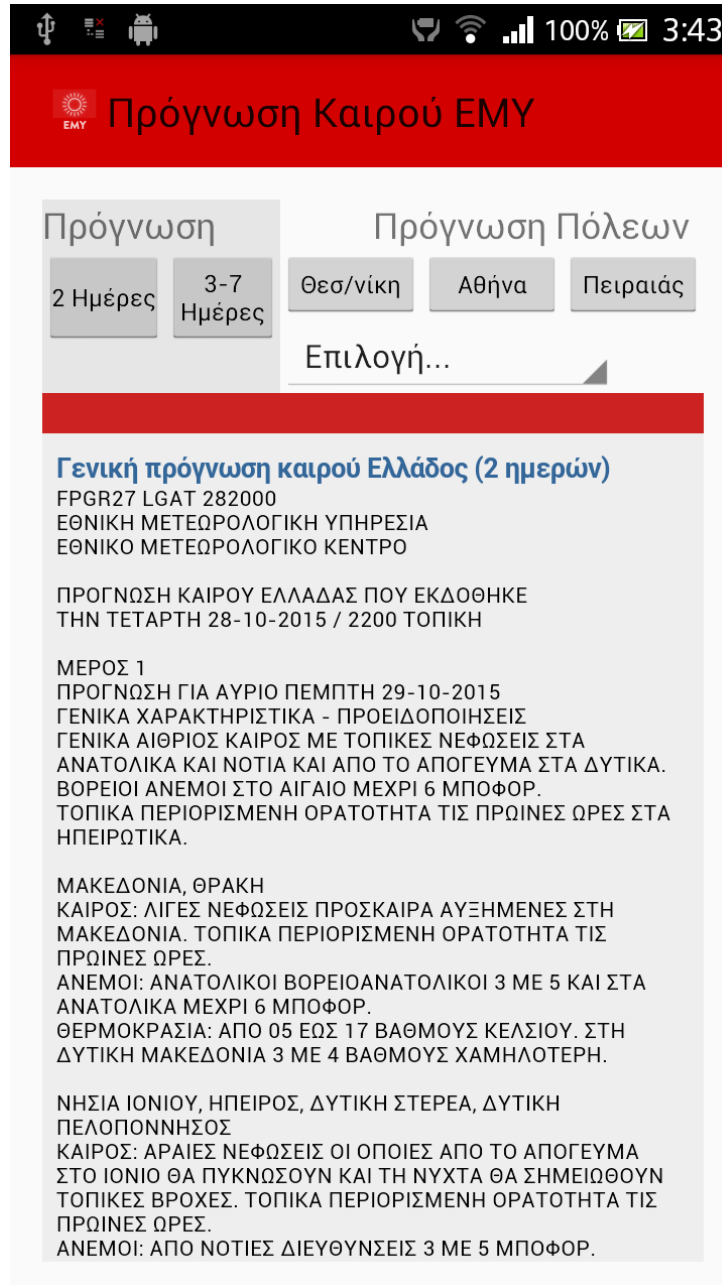 100% 3:43
ΕΜΥ Πρόγνωση Καιρού ΕΜΥ
Πρόγνωση
Πρόγνωση Πόλεων
2 Ημέρες
3-7
Ημέρες
Θεσ/νίκη
Αθήνα
Πειραιάς
Επιλογή...
Γενική πρόγνωση καιρού Ελλάδος (2 ημερών)
FPGR27 LGAT 282000
ΕΘΝΙΚΗ ΜΕΤΕΩΡΟΛΟΓΙΚΗ ΥΠΗΡΕΣΙΑ
ΕΘΝΙΚΟ ΜΕΤΕΩΡΟΛΟΓΙΚΟ ΚΕΝΤΡΟ
ΠΡΟΓΝΩΣΗ ΚΑΙΡΟΥ ΕΛΛΑΔΑΣ ΠΟΥ ΕΚΔΟΘΗΚΕ
ΤΗΝ ΤΕΤΑΡΤΗ 28-10-2015 / 2200 ΤΟΠΙΚΗ
ΜΕΡΟΣ 1
ΠΡΟΓΝΩΣΗ ΓΙΑ ΑΥΡΙΟ ΠΕΜΠΤΗ 29-10-2015
ΓΕΝΙΚΑ ΧΑΡΑΚΤΗΡΙΣΤΙΚΑ - ΠΡΟΕΙΔΟΠΟΙΗΣΕΙΣ
ΓΕΝΙΚΑ ΑΙΘΡΙΟΣ ΚΑΙΡΟΣ ΜΕ ΤΟΠΙΚΕΣ ΝΕΦΩΣΕΙΣ ΣΤΑ
ΑΝΑΤΟΛΙΚΑ ΚΑΙ ΝΟΤΙΑ ΚΑΙ ΑΠΟ ΤΟ ΑΠΟΓΕΥΜΑ ΣΤΑ ΔΥΤΙΚΑ.
ΒΟΡΕΙΟΙ ΑΝΕΜΟΙ ΣΤΟ ΑΙΓΑΙΟ ΜΕΧΡΙ 6 ΜΠΟΦΟΡ.
ΤΟΠΙΚΑ ΠΕΡΙΟΡΙΣΜΕΝΗ ΟΡΑΤΟΤΗΤΑ ΤΙΣ ΠΡΩΙΝΕΣ ΩΡΕΣ ΣΤΑ
ΗΠΕΙΡΩΤΙΚΑ.
ΜΑΚΕΔΟΝΙΑ, ΘΡΑΚΗ
ΚΑΙΡΟΣ: ΛΙΓΕΣ ΝΕΦΩΣΕΙΣ ΠΡΟΣΚΑΙΡΑ ΑΥΞΗΜΕΝΕΣ ΣΤΗ
ΜΑΚΕΔΟΝΙΑ. ΤΟΠΙΚΑ ΠΕΡΙΟΡΙΣΜΕΝΗ ΟΡΑΤΟΤΗΤΑ ΤΙΣ
ΠΡΩΙΝΕΣ ΩΡΕΣ.
ΑΝΕΜΟΙ: ΑΝΑΤΟΛΙΚΟΙ ΒΟΡΕΙΟΑΝΑΤΟΛΙΚΟΙ 3 ΜΕ 5 ΚΑΙ ΣΤΑ
ΑΝΑΤΟΛΙΚΑ ΜΕΧΡΙ 6 ΜΠΟΦΟΡ.
ΘΕΡΜΟΚΡΑΣΙΑ: ΑΠΟ 05 ΕΩΣ 17 ΒΑΘΜΟΥΣ ΚΕΛΣΙΟΥ. ΣΤΗ
ΔΥΤΙΚΗ ΜΑΚΕΔΟΝΙΑ 3 ΜΕ 4 ΒΑΘΜΟΥΣ ΧΑΜΗΛΟΤΕΡΗ.
ΝΗΣΙΑ ΙΟΝΙΟΥ, ΗΠΕΙΡΟΣ, ΔΥΤΙΚΗ ΣΤΕΡΕΑ, ΔΥΤΙΚΗ
ΠΕΛΟΠΟΝΝΗΣΟΣ
ΚΑΙΡΟΣ: ΑΡΑΙΕΣ ΝΕΦΩΣΕΙΣ ΟΙ ΟΠΟΙΕΣ ΑΠΟ ΤΟ ΑΠΟΓΕΥΜΑ
ΣΤΟ ΙΟΝΙΟ ΘΑ ΠΥΚΝΩΣΟΥΝ ΚΑΙ ΤΗ ΝΥΧΤΑ ΘΑ ΣΗΜΕΙΩΘΟΥΝ
ΤΟΠΙΚΕΣ ΒΡΟΧΕΣ. ΤΟΠΙΚΑ ΠΕΡΙΟΡΙΣΜΕΝΗ ΟΡΑΤΟΤΗΤΑ ΤΙΣ
ΠΡΩΙΝΕΣ ΩΡΕΣ.
ΑΝΕΜΟΙ: ΑΠΟ ΝΟΤΙΕΣ ΔΙΕΥΘΥΝΣΕΙΣ 3 ΜΕ 5 ΜΠΟΦΟΡ.